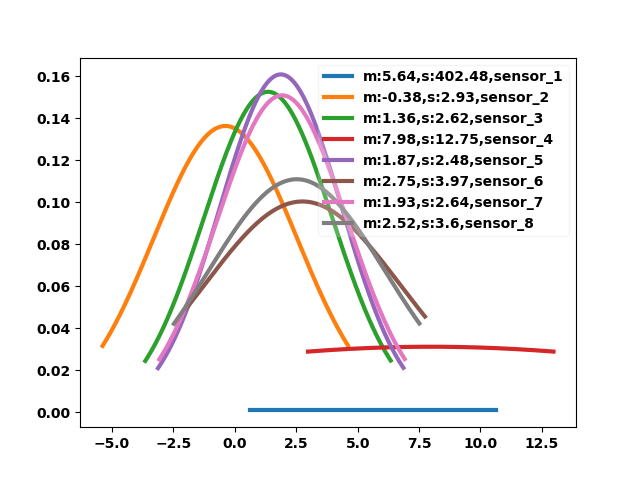 0.16
0.14
0.12
0.10
0.08
0.06
0.04
0.02
0.00
−5.0 −2.5 0.0 2.5 5.0 7.5 10.0 12.5
m:5.64,s:402.48,sensor_1
m:-0.38,s:2.93,sensor_2
m:1.36,s:2.62,sensor_3
m:7.98,s:12.75,sensor_4
m:1.87,s:2.48,sensor_5
m:2.75,s:3.97,sensor_6
m:1.93,s:2.64,sensor_7
m:2.52,s:3.6,sensor_8